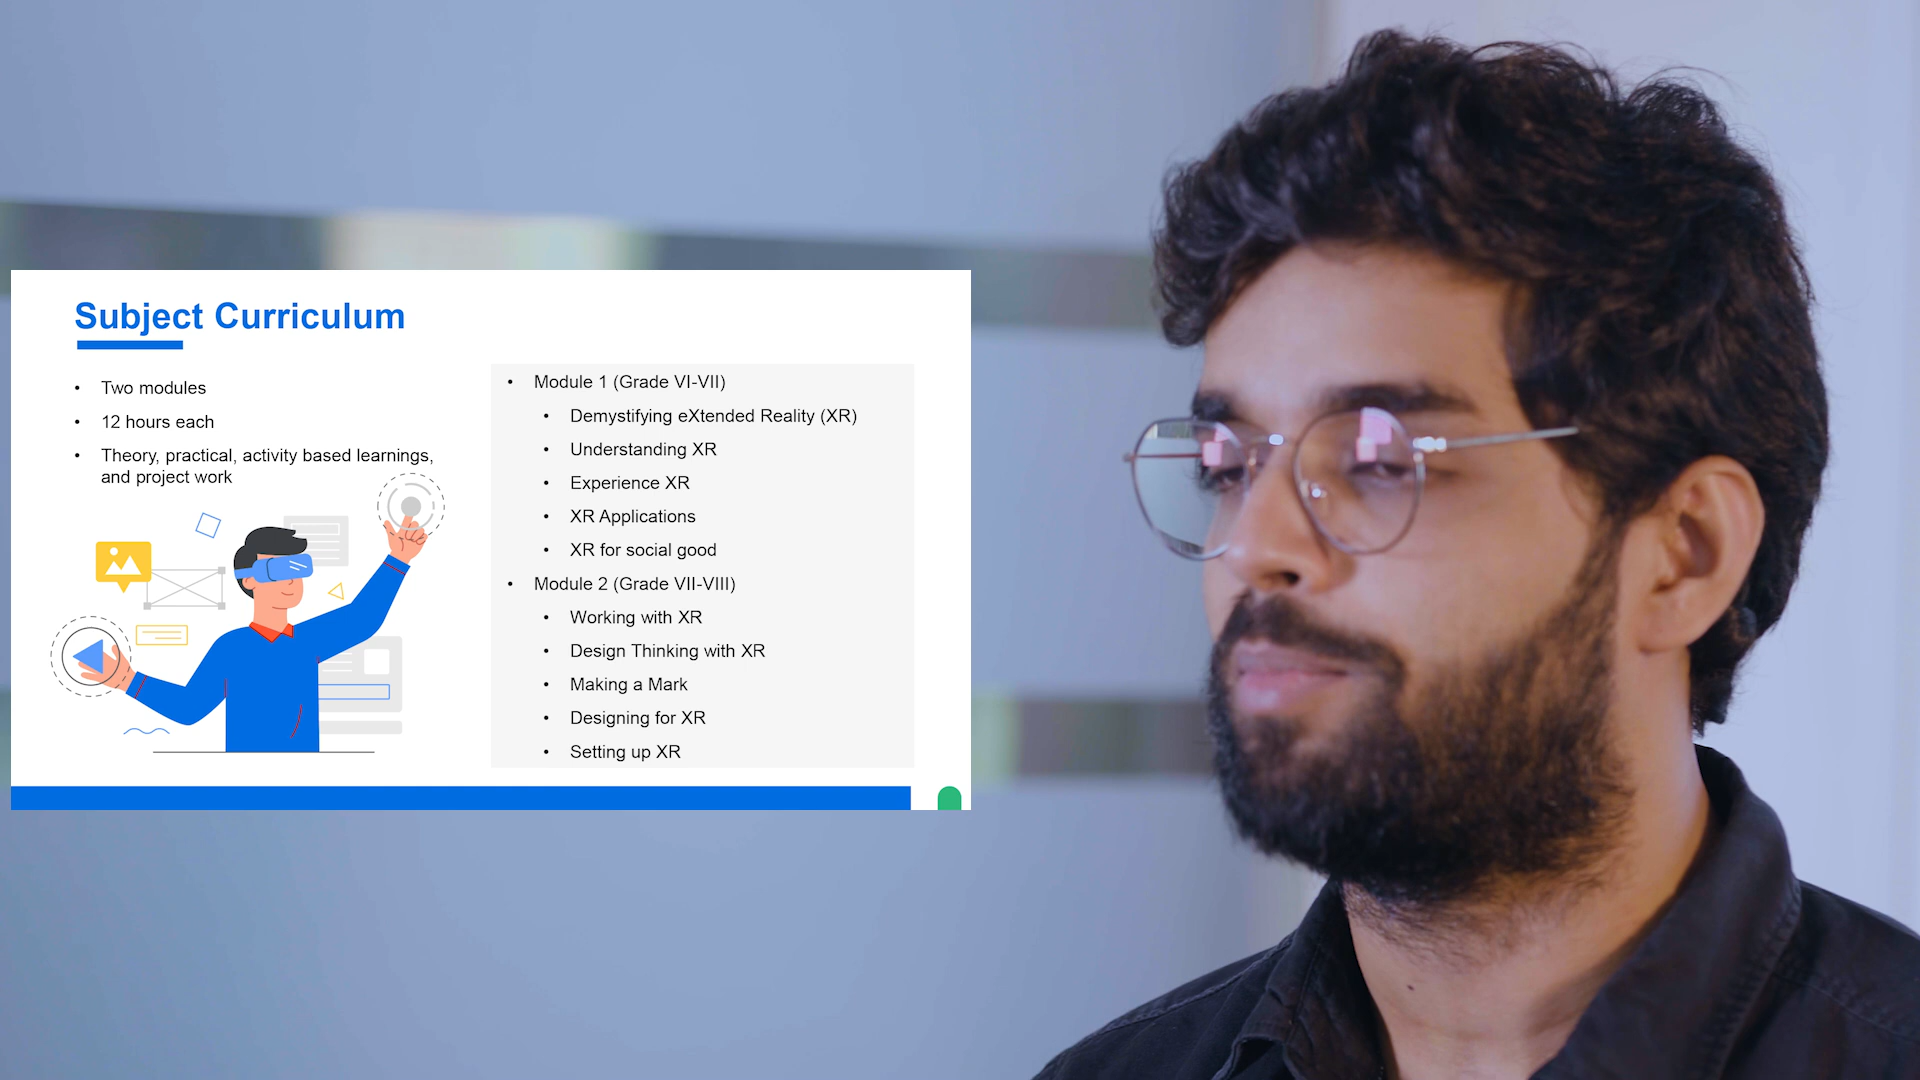 Subject Curriculum
• Two modules
• 12 hours each
• Theory, practical, activity based learnings,
and project work
• Module 1 (Grade VI-VII)
• Demystifying eXtended Reality (XR)
• Understanding XR
• Experience XR
• XR Applications
• XR for social good
• Module 2 (Grade VII-VIII)
• Working with XR
• Design Thinking with XR
• Making a Mark
• Designing for XR
• Setting up XR